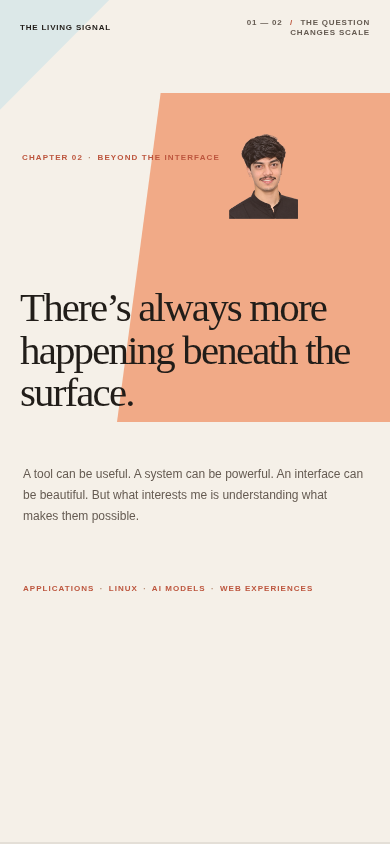 THE LIVING SIGNAL
01 — 02 / THE QUESTION
CHANGES SCALE
CHAPTER 02 · BEYOND THE INTERFACE
There’s always more
happening beneath the
surface.
A tool can be useful. A system can be powerful. An interface can
be beautiful. But what interests me is understanding what
makes them possible.
APPLICATIONS · LINUX · AI MODELS · WEB EXPERIENCES